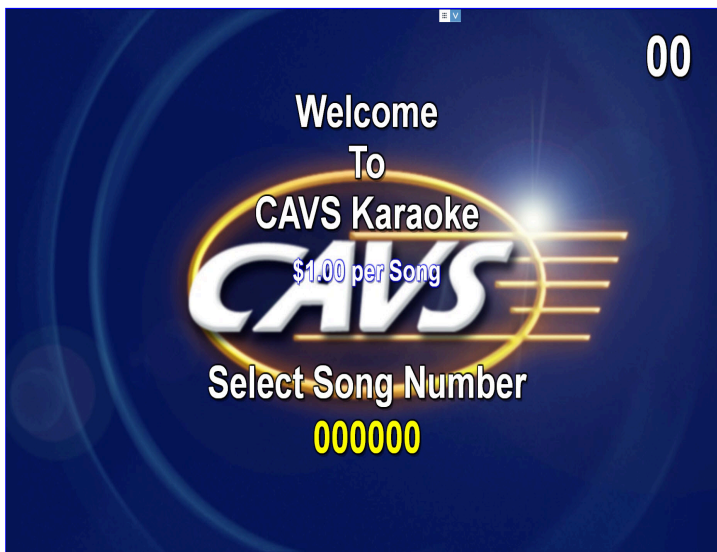 00
Welcome
To
CAVS Karaoke
$1.00 per Song
CAVS
Select Song Number
000000